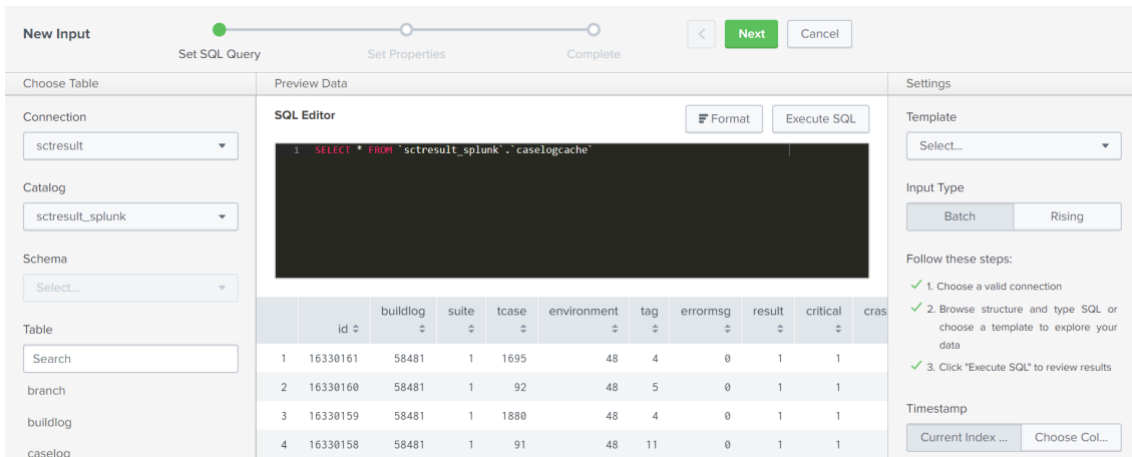 New Input
Set SQL Query
Set Properties
Complete
<
Next
Cancel
Choose Table
Preview Data
Settings
Connection
sctresult
Catalog
sctresult_splunk
Schema
Select...
Table
Search
branch
buildlog
caselog
SQL Editor
Format
Execute SQL
1 SELECT * FROM `sctresult_splunk`.`caselogcache`
id buildlog suite tcase environment tag errormsg result critical cras
1 16330161 58481 1 1695 48 4 0 1 1
2 16330160 58481 1 92 48 5 0 1 1
3 16330159 58481 1 1880 48 4 0 1 1
4 16330158 58481 1 91 48 11 0 1 1
Template
Select...
Input Type
Batch
Rising
Follow these steps:
1. Choose a valid connection
2. Browse structure and type SQL or
choose a template to explore your
data
3. Click "Execute SQL" to review results
Timestamp
Current Index ...
Choose Col...